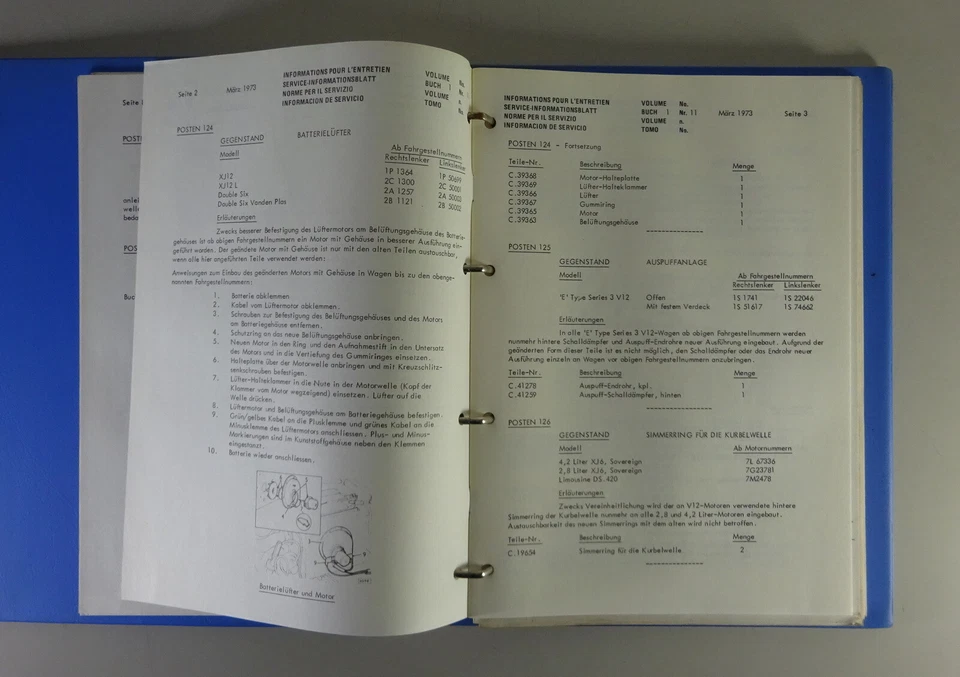 Seite
POSTI
anlei
welle
beda
POS
Buc
Seite 2
März 1973
INFORMATIONS POUR L'ENTRETIEN
SERVICE-INFORMATIONSBLATT
NORME PER IL SERVIZIO
INFORMACION DE SERVICIO
VOLUME No.
BUCH 1 Nr.
VOLUME n.
TOMO
POSTEN 124
GEGENSTAND BATTERIELÜFTER
Modell
Ab Fahrgestellnummern
Rechtslenker Linkslenker
XJ12 1P 1364 1P 50699
XJ12 L 2C 1300 2C 50001
Double Six 2A 1257 2A 50003
Double Six Vanden Plas 2B 1121 2B 50002
Erläuterungen
Zwecks besserer Befestigung des Lüftermotors am Belüftungsgehäuse des Batterie-
gehäuses ist ab obigen Fahrgestellnummern ein Motor mit Gehäuse in besserer Ausführung ein-
geführt worden. Der geänderte Motor mit Gehäuse ist nur mit den alten Teilen austauschbar,
wenn alle hier angeführten Teile verwendet werden:
Anweisungen zum Einbau des geänderten Motors mit Gehäuse in Wagen bis zu den obenge-
nannten Fahrgestellnummern:
1. Batterie abklemmen
2. Kabel vom Lüftermotor abklemmen.
3. Schrauben zur Befestigung des Belüftungsgehäuses und des Motors
am Batteriegehäuse entfernen.
4. Schutzring an das neue Belüftungsgehäuse anbringen.
5. Neuen Motor in den Ring und den Aufnahmestift in den Untersatz
des Motors und in die Vertiefung des Gummiringes einsetzen.
6. Halteplatte über der Motorwelle anbringen und mit Kreuzschlitz-
senkschrauben befestigen.
7. Lüfter-Halteklammer in die Nute in der Motorwelle (Kopf der
Klammer vom Motor wegzeigend) einsetzen. Lüfter auf die
Welle drücken.
8. Lüftermotor und Belüftungsgehäuse am Batteriegehäuse befestigen.
9. Grün/gelbes Kabel an die Plusklemme und grünes Kabel an die
Minusklemme des Lüftermotors anschliessen. Plus- und Minus-
Markierungen sind im Kunststoffgehäuse neben den Klemmen
eingestanzt.
10. Batterie wieder anschliessen.
Batterielüfter und Motor
INFORMATIONS POUR L'ENTRETIEN
SERVICE-INFORMATIONSBLATT
NORME PER IL SERVIZIO
INFORMACION DE SERVICIO
VOLUME No.
BUCH 1 Nr. 11
VOLUME n.
TOMO No.
März 1973 Seite 3
POSTEN 124 - Fortsetzung
Teile-Nr. Beschreibung Menge
C.39368 Motor-Halteplatte 1
C.39369 Lüfter-Halteklammer 1
C.39366 Lüfter 1
C.39367 Gummiring 1
C.39365 Motor 1
C.39363 Belüftungsgehäuse 1
POSTEN 125
GEGENSTAND AUSPUFFANLAGE
Modell Ab Fahrgestellnummern
Rechtslenker Linkslenker
'E' Type Series 3 V12 Offen 1S 1741 1S 22046
Mit festem Verdeck 1S 51617 1S 74662
Erläuterungen
In alle 'E' Type Series 3 V12-Wagen ab obigen Fahrgestellnummern werden
nunmehr hintere Schalldämpfer und Auspuff-Endrohre neuer Ausführung eingebaut. Aufgrund der
geänderten Form dieser Teile ist es nicht möglich, den Schalldämpfer oder das Endrohr neuer
Ausführung einzeln an Wagen vor obigen Fahrgestellnummern anzubringen.
Teile-Nr. Beschreibung Menge
C.41278 Auspuff-Endrohr, kpl. 1
C.41259 Auspuff-Schalldämpfer, hinten 1
POSTEN 126
GEGENSTAND SIMMERRING FÜR DIE KURBELWELLE
Modell Ab Motornummern
4,2 Liter XJ6, Sovereign 7L 67336
2,8 Liter XJ6, Sovereign 7G23781
Limousine DS.420 7M2478
Erläuterungen
Zwecks Vereinheitlichung wird der an V12-Motoren verwendete hintere
Simmerring der Kurbelwelle nunmehr an alle 2,8 und 4,2 Liter-Motoren eingebaut.
Austauschbarkeit des neuen Simmerrings mit dem alten wird nicht betroffen.
Teile-Nr. Beschreibung Menge
C.19654 Simmerring für die Kurbelwelle 2